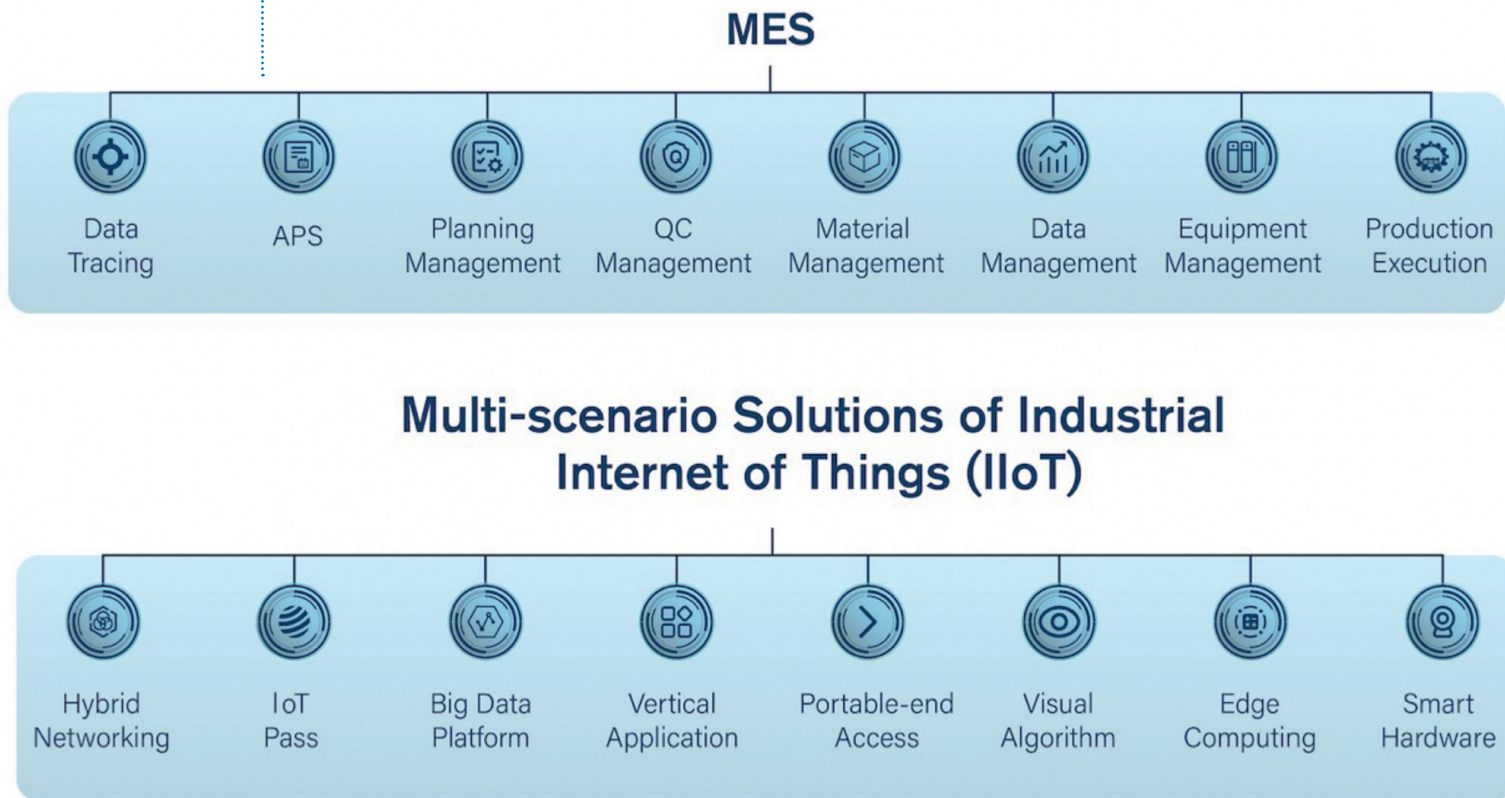 MES
Data
Tracing
APS
Planning
Management
QC
Management
Material
Management
Data
Management
Equipment
Management
Production
Execution
Multi-scenario Solutions of Industrial
Internet of Things (IIoT)
Hybrid
Networking
IoT
Pass
Big Data
Platform
Vertical
Application
Portable-end
Access
Visual
Algorithm
Edge
Computing
Smart
Hardware